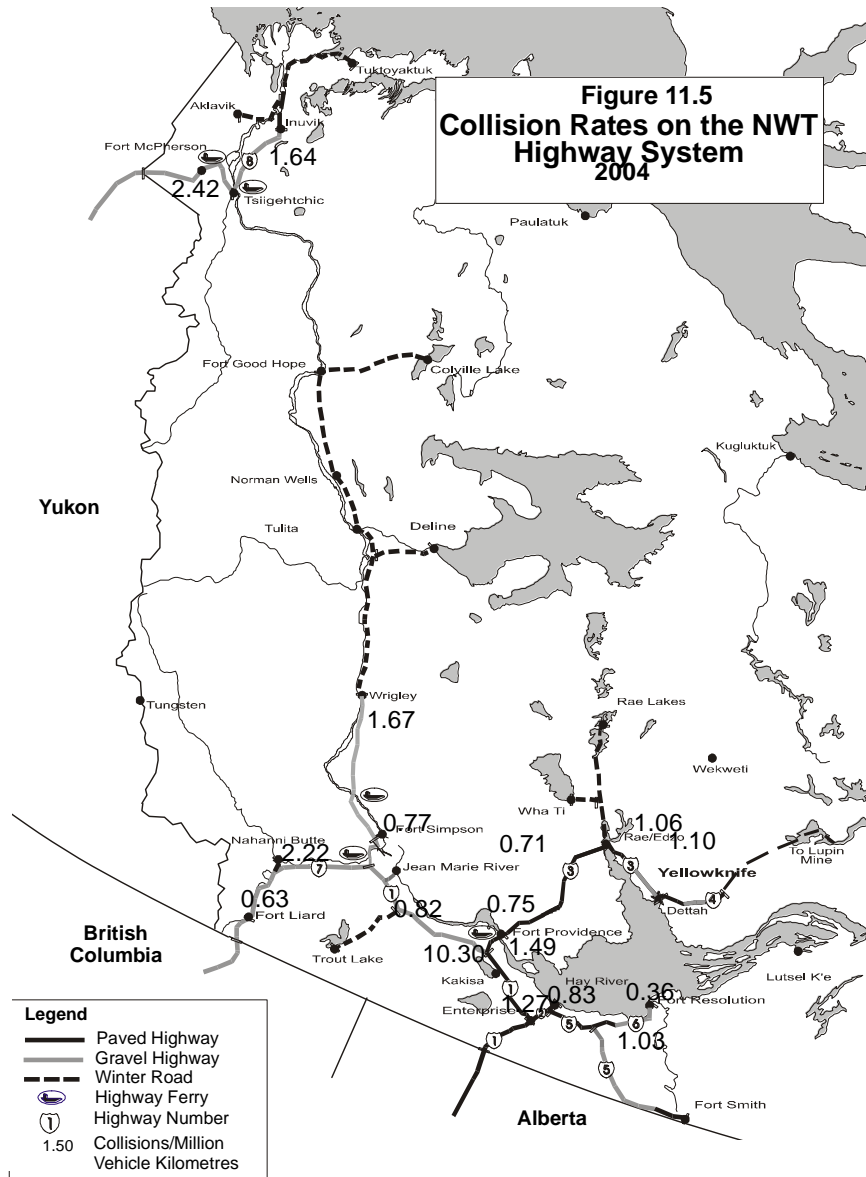 Figure 11.5
Collision Rates on the NWT
Highway System
2004
Tuktoyaktuk
Aklavik
Inuvik
Fort McPherson
8
1.64
2.42
Tsiigehtchic
Paulatuk
Fort Good Hope
Colville Lake
Kugluktuk
Norman Wells
Yukon
Tulita
Deline
Wrigley
Tungsten
Rae Lakes
1.67
Wekweti
Wha Ti
0.77
Fort Simpson
1.06
0.71
Rae/Edzo
1.10
Nahanni Butte
2.22
To Lupin
Mine
7
Jean Marie River
3
3
Yellowknife
4
1
0.63
0.82
0.75
Dettah
Fort Liard
Fort Providence
British
Columbia
Trout Lake
10.30
1.49
Lutsel K'e
Kakisa
Hay River
1
0.83
0.36
Fort Resolution
Enterprise
1.27
2
5
6
1.03
1
5
Fort Smith
Alberta
Legend
Paved Highway
Gravel Highway
Winter Road
Highway Ferry
1 Highway Number
1.50 Collisions/Million
Vehicle Kilometres